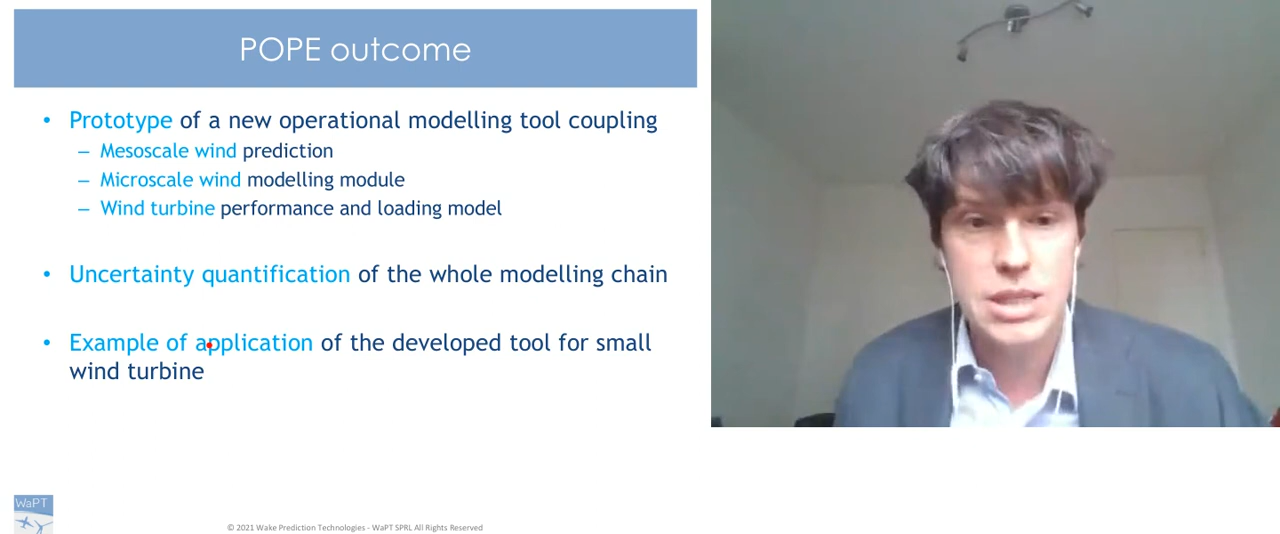 POPE outcome
• Prototype of a new operational modelling tool coupling
– Mesoscale wind prediction
– Microscale wind modelling module
– Wind turbine performance and loading model
• Uncertainty quantification of the whole modelling chain
• Example of application of the developed tool for small
wind turbine
WaPT
© 2021 Wake Prediction Technologies - WaPT SPRL All Rights Reserved